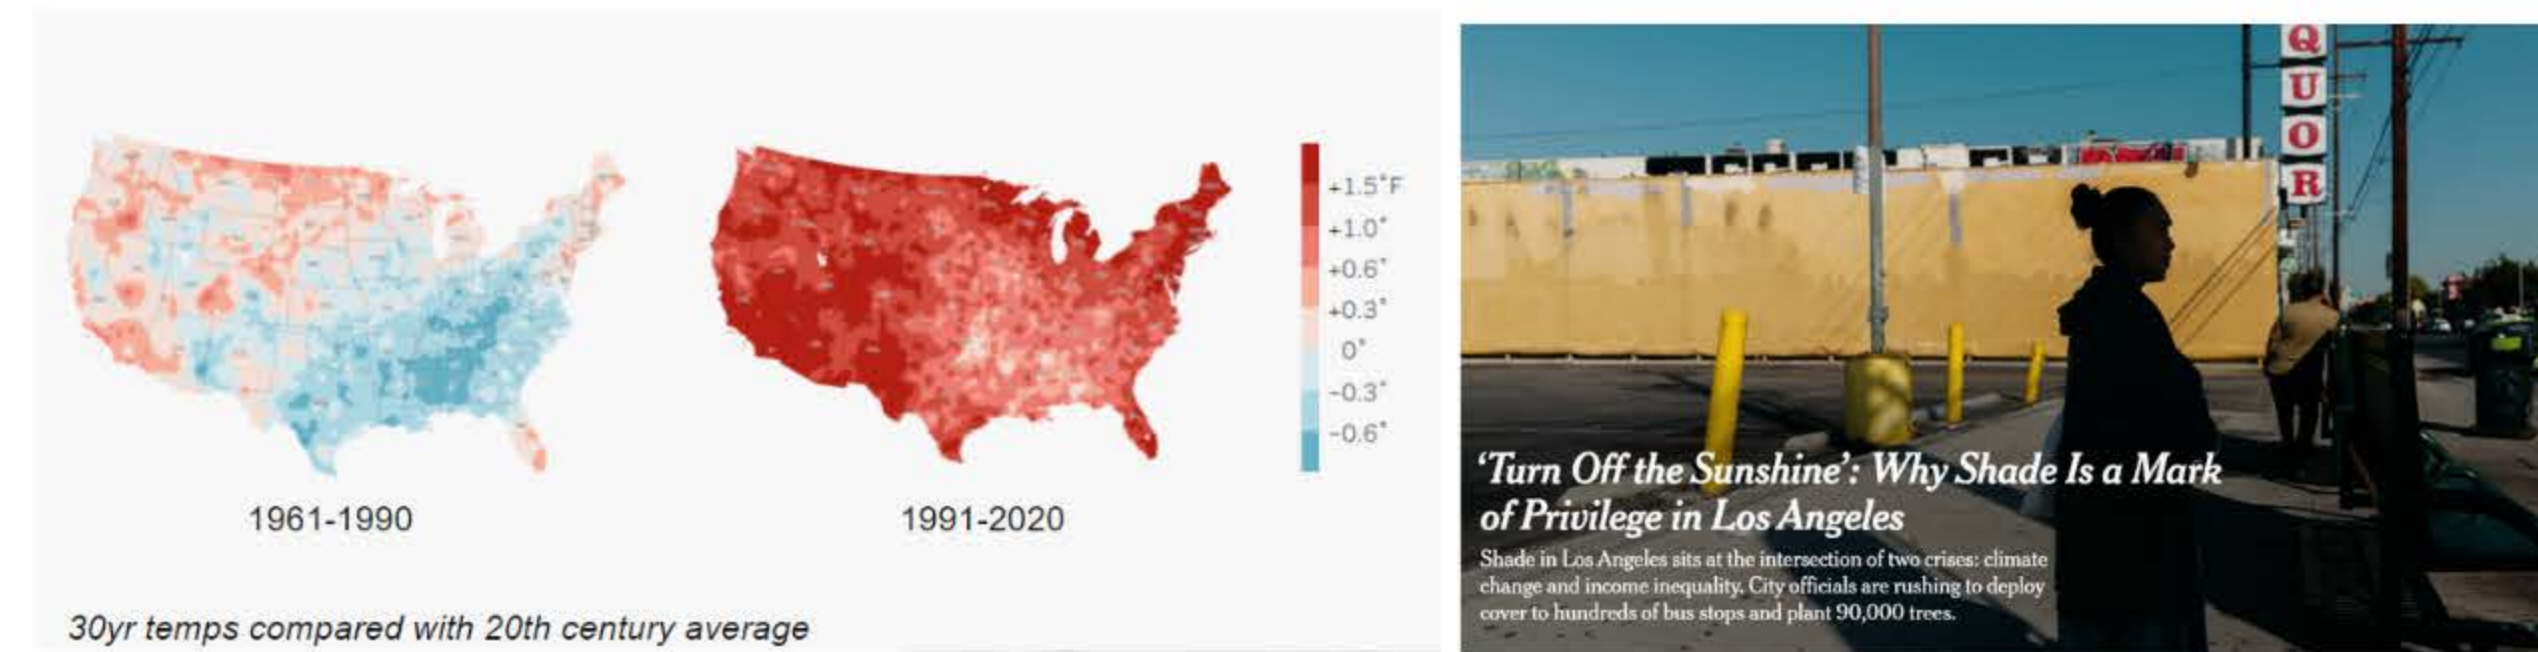 +1.5°F
+1.0°
+0.6°
+0.3°
0°
-0.3°
-0.6°
1961-1990
1991-2020
30yr temps compared with 20th century average
Q
U
O
R
‘Turn Off the Sunshine’: Why Shade Is a Mark
of Privilege in Los Angeles
Shade in Los Angeles sits at the intersection of two crises: climate
change and income inequality. City officials are rushing to deploy
cover to hundreds of bus stops and plant 90,000 trees.